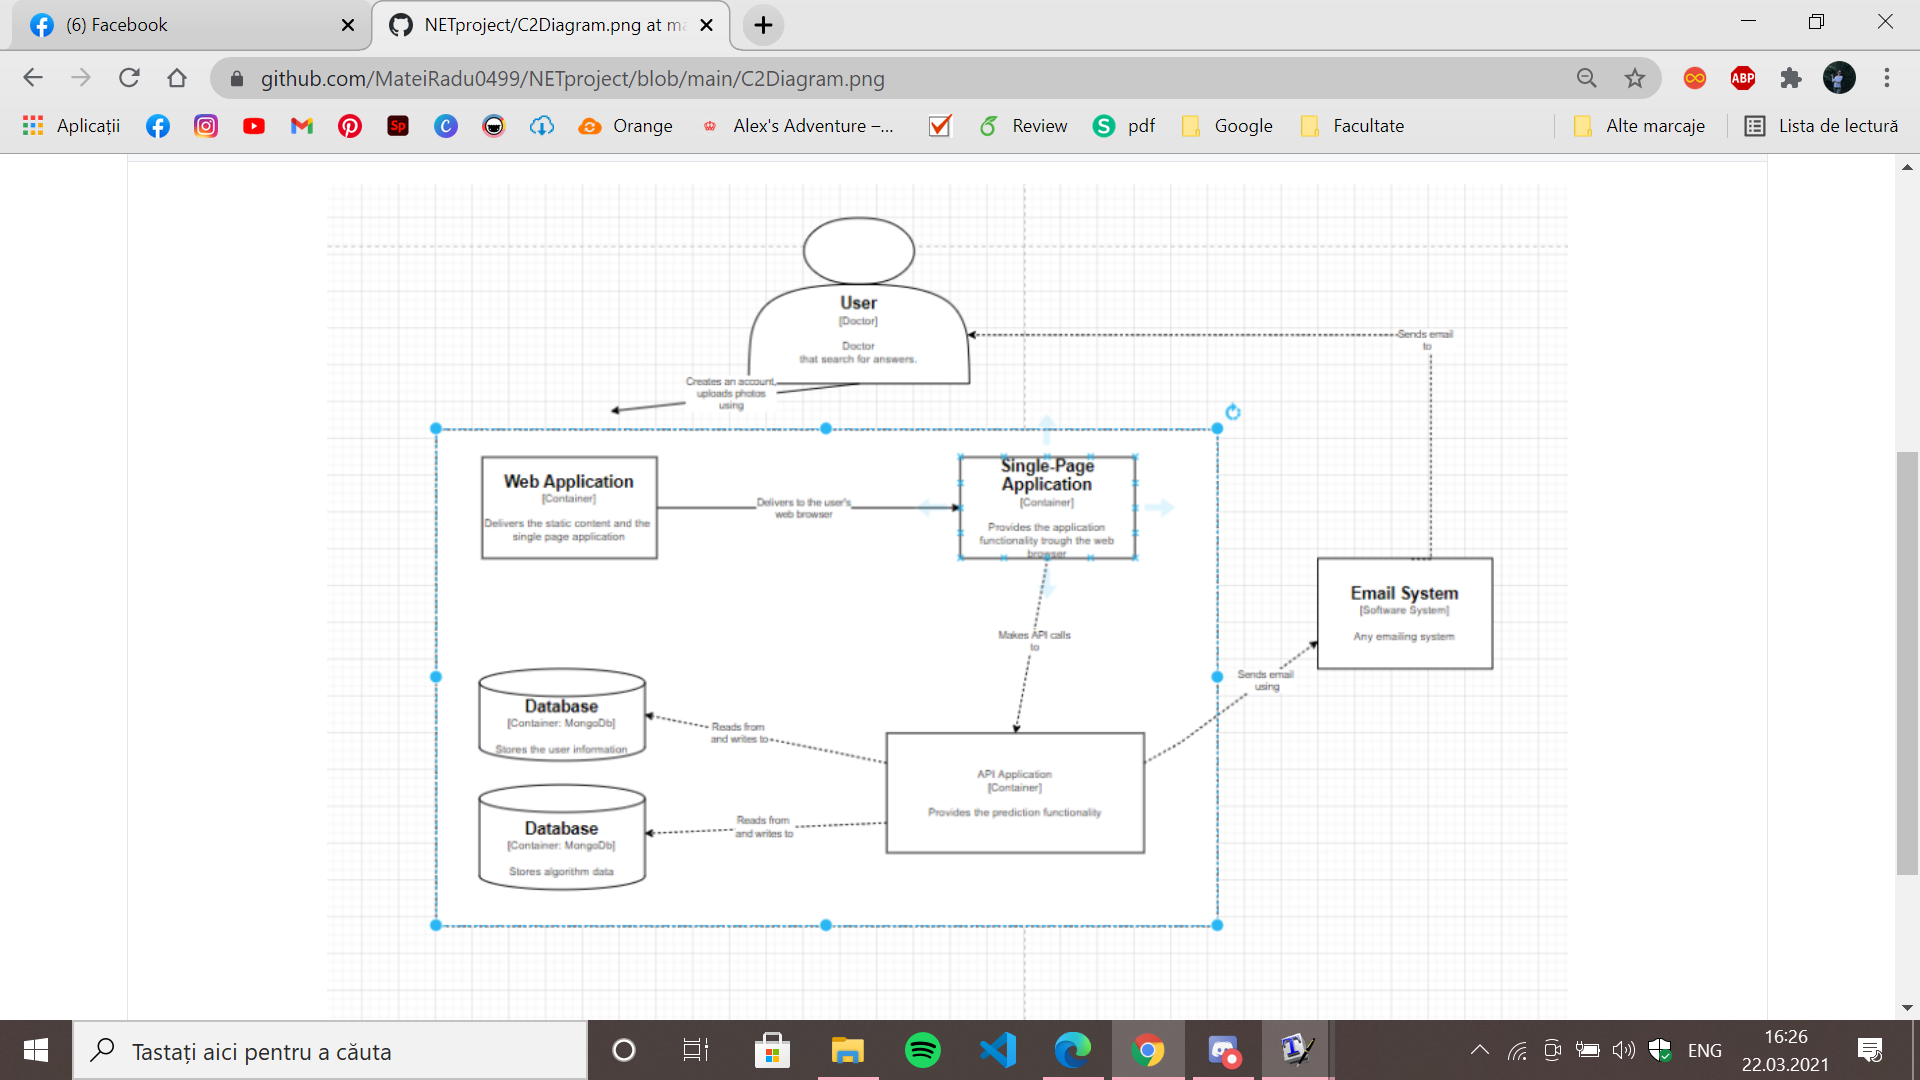 (6) Facebook
NETproject/C2Diagram.png at ma
github.com/MateiRadu0499/NETproject/blob/main/C2Diagram.png
ABP
Aplicații
Sp
C
Orange
Alex's Adventure –...
Review
S
pdf
Google
Facultate
Alte marcaje
Lista de lectură
User
[Doctor]
Doctor
that search for answers.
Sends email
to
Creates an account,
uploads photos
using
Web Application
[Container]
Delivers the static content and the
single page application
Delivers to the user's
web browser
Single-Page
Application
[Container]
Provides the application
functionality trough the web
browser
Makes API calls
to
Email System
[Software System]
Any emailing system
Sends email
using
Database
[Container: MongoDb]
Stores the user information
Reads from
and writes to
API Application
[Container]
Provides the prediction functionality
Database
[Container: MongoDb]
Stores algorithm data
Reads from
and writes to
Tastați aici pentru a căuta
ENG
16:26
22.03.2021